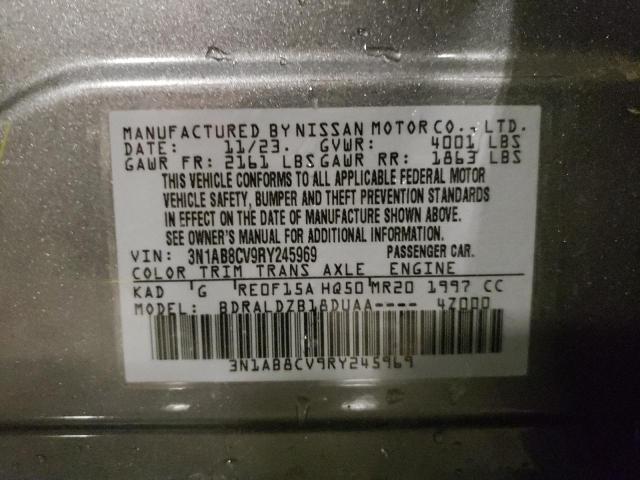 MANUFACTURED BY NISSAN MOTOR CO., LTD.
DATE: 11/23. GVWR: 4001 LBS
GAWR FR: 2161 LBS GAWR RR: 1863 LBS
THIS VEHICLE CONFORMS TO ALL APPLICABLE FEDERAL MOTOR
VEHICLE SAFETY, BUMPER AND THEFT PREVENTION STANDARDS
IN EFFECT ON THE DATE OF MANUFACTURE SHOWN ABOVE.
SEE OWNER'S MANUAL FOR ADDITIONAL INFORMATION.
VIN: 3N1AB8CV9RY245969 PASSENGER CAR.
COLOR TRIM TRANS AXLE ENGINE
KAD G RE0F15A HQ50 MR20 1997 CC
MODEL: BDRALDZB18DUAA---- 4Z000
3N1AB8CV9RY245969